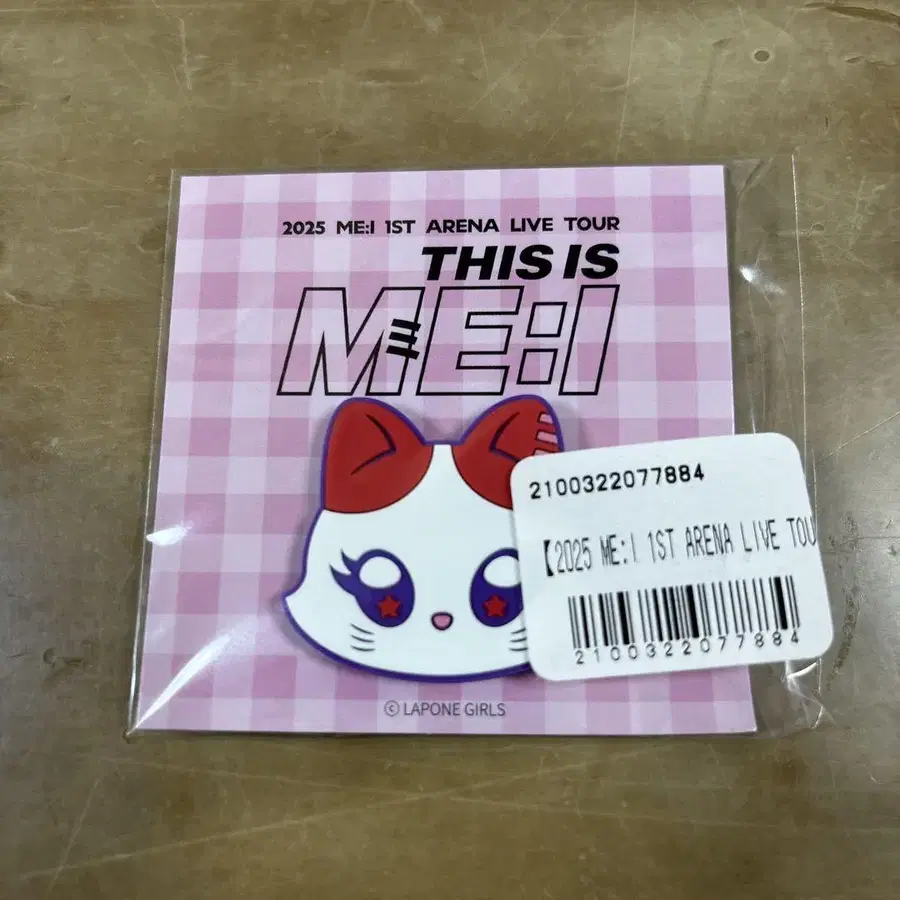 2025 ME:I 1ST ARENA LIVE TOUR
THIS IS
ME:I
2100322077884
【2025 ME:I 1ST ARENA LIVE TOU
2100322077884
© LAPONE GIRLS